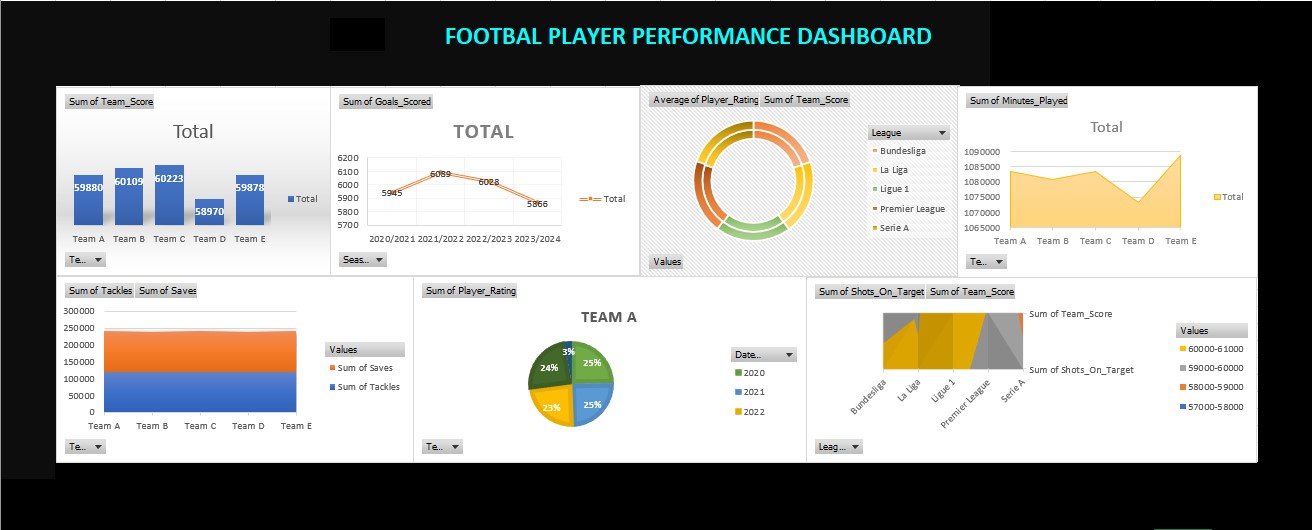 FOOTBAL PLAYER PERFORMANCE DASHBOARD
Sum of Team_Score
Total
59880
60109
60223
58970
59878
Team A Team B Team C Team D Team E
Total
Te...
Sum of Goals_Scored
TOTAL
6200
6100
6000
5900
5800
5700
5945
6089
6028
5866
2020/2021 2021/2022 2022/2023 2023/2024
Total
Seas...
Average of Player_Rating Sum of Team_Score
League
Bundesliga
La Liga
Ligue 1
Premier League
Serie A
Values
Sum of Minutes_Played
Total
1090000
1085000
1080000
1075000
1070000
1065000
Team A Team B Team C Team D Team E
Total
Te...
Sum of Tackles Sum of Saves
300000
250000
200000
150000
100000
50000
0
Team A Team B Team C Team D Team E
Values
Sum of Saves
Sum of Tackles
Te...
Sum of Player_Rating
TEAM A
3%
25%
24%
23%
25%
Date...
2020
2021
2022
Te...
Sum of Shots_On_Target Sum of Team_Score
Sum of Team_Score
Sum of Shots_On_Target
Bundesliga
La Liga
Ligue 1
Premier League
Serie A
Values
60000-61000
59000-60000
58000-59000
57000-58000
Leag...